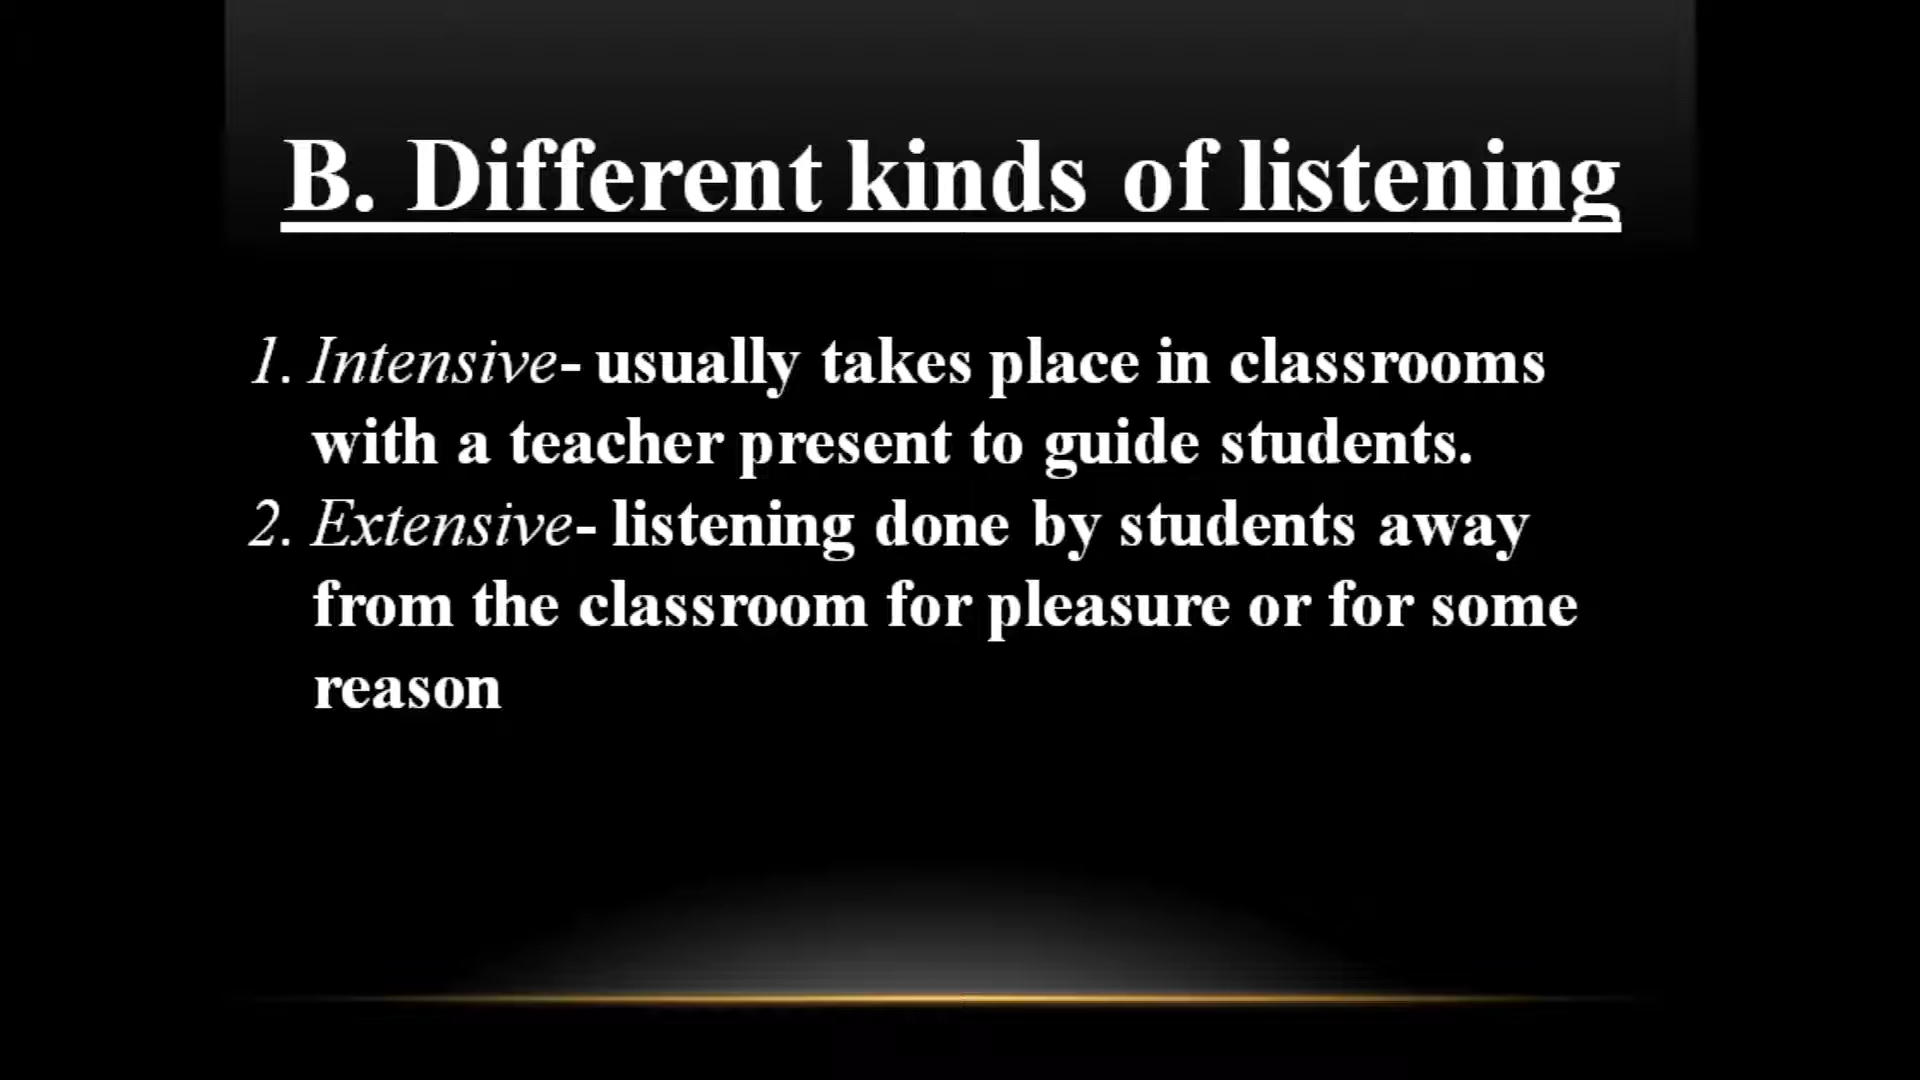 B. Different kinds of listening
1. Intensive- usually takes place in classrooms
with a teacher present to guide students.
2. Extensive- listening done by students away
from the classroom for pleasure or for some
reason